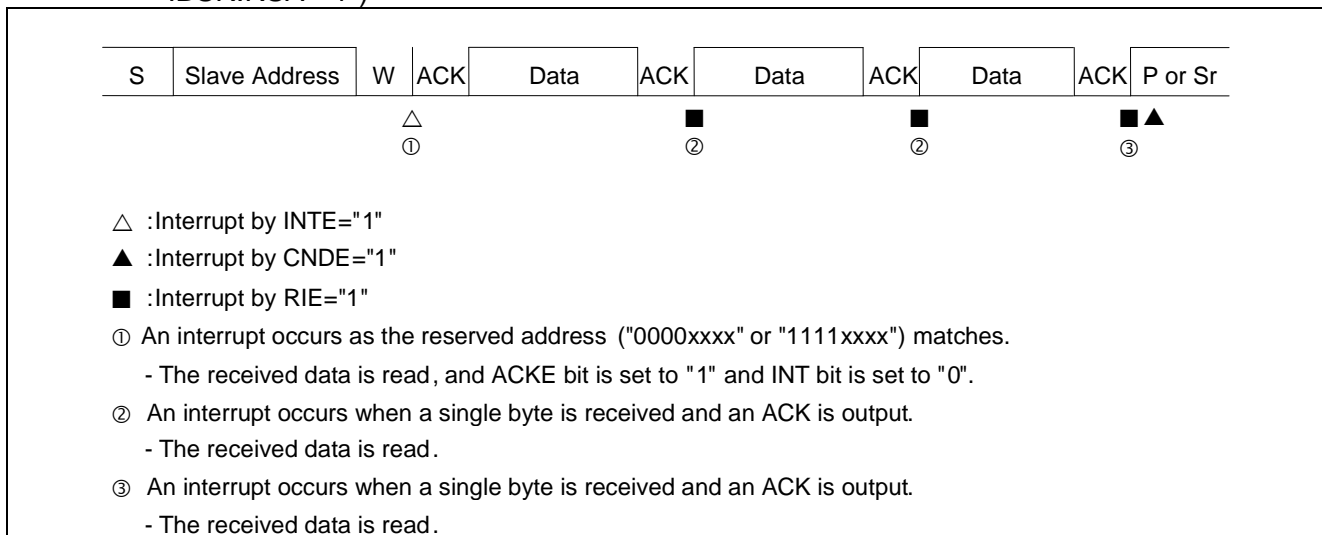 S Slave Address W ACK Data ACK Data ACK Data ACK P or Sr
△ ■ ■ ■ ▲
① ② ② ③
△ :Interrupt by INTE="1"
▲ :Interrupt by CNDE="1"
■ :Interrupt by RIE="1"
① An interrupt occurs as the reserved address ("0000xxxx" or "1111xxxx") matches.
- The received data is read, and ACKE bit is set to "1" and INT bit is set to "0".
② An interrupt occurs when a single byte is received and an ACK is output.
- The received data is read.
③ An interrupt occurs when a single byte is received and an ACK is output.
- The received data is read.